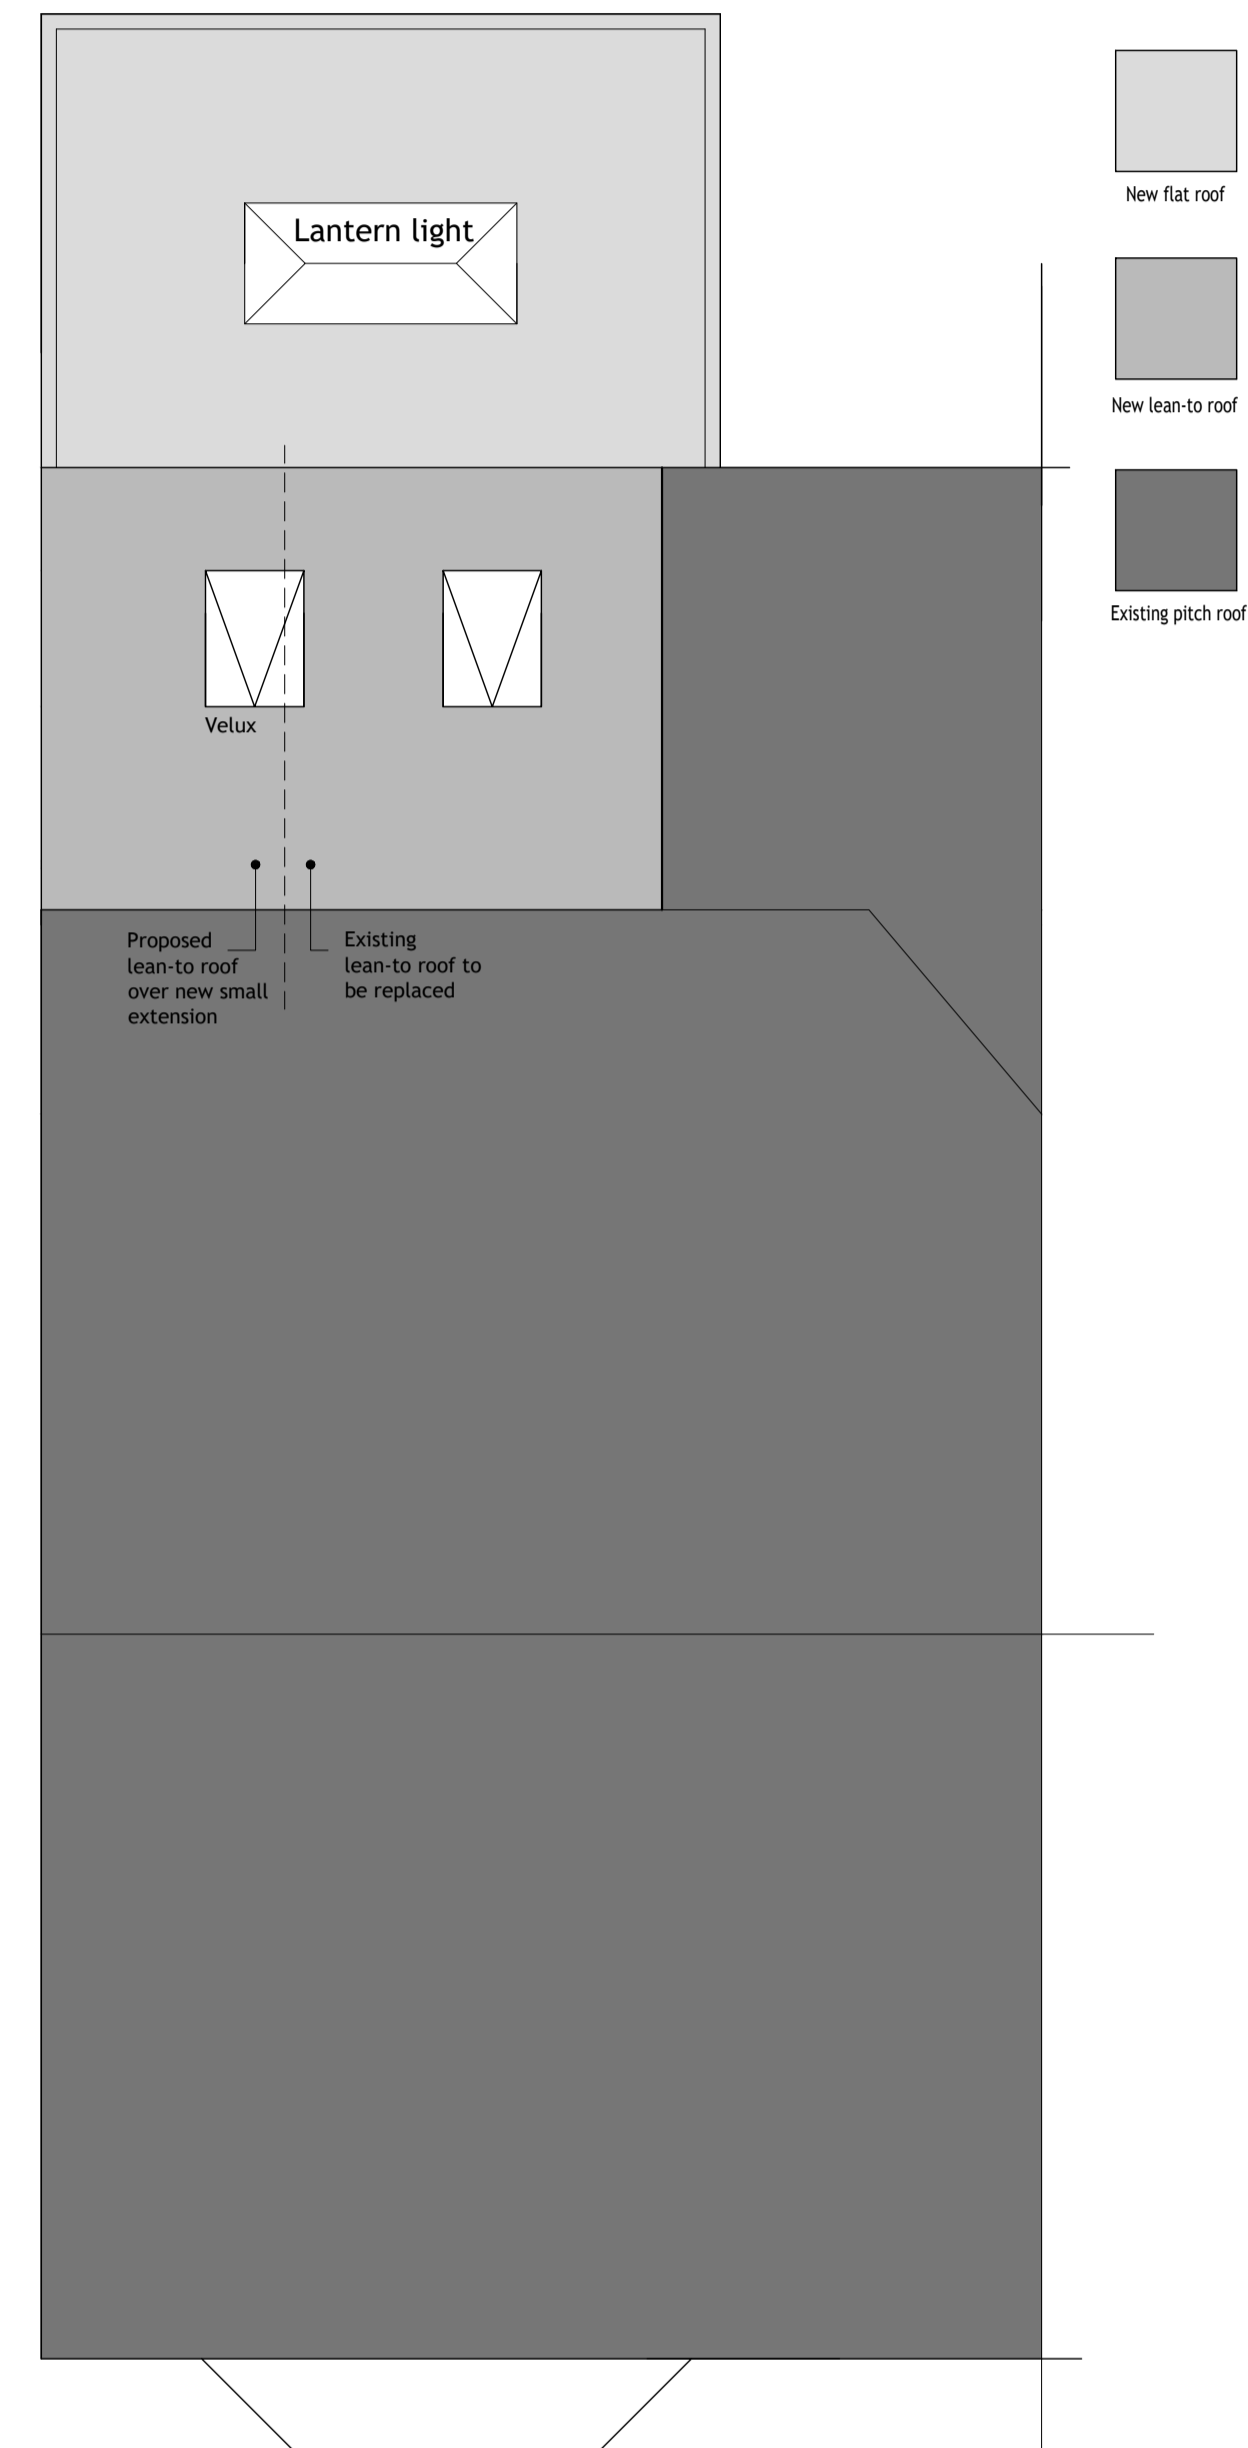 Lantern light
New flat roof
New lean-to roof
Existing pitch roof
Velux
Proposed
lean-to roof
over new small
extension
Existing
lean-to roof to
be replaced